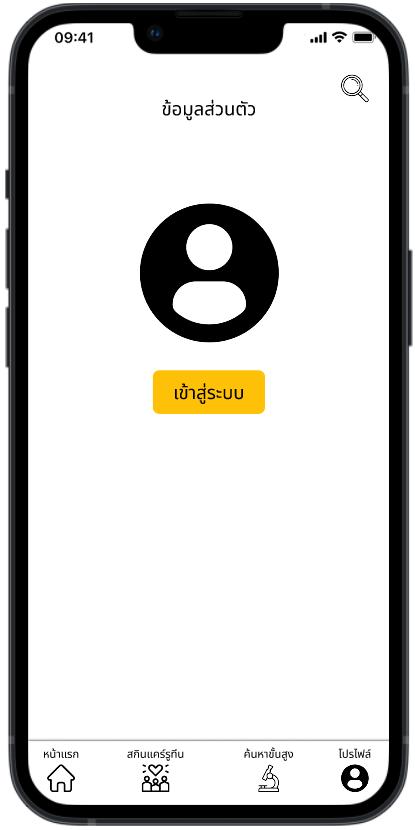 09:41
ข้อมูลส่วนตัว
เข้าสู่ระบบ
หน้าแรก สกินแคร์รูทีน ค้นหาขั้นสูง โปรไฟล์